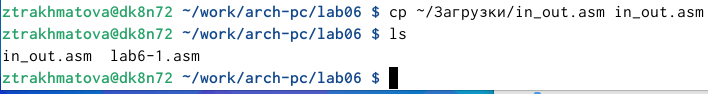 ztrakhmatova@dk8n72 ~/work/arch-pc/lab06 $ cp ~/Загрузки/in_out.asm in_out.asm
ztrakhmatova@dk8n72 ~/work/arch-pc/lab06 $ ls
in_out.asm  lab6-1.asm
ztrakhmatova@dk8n72 ~/work/arch-pc/lab06 $